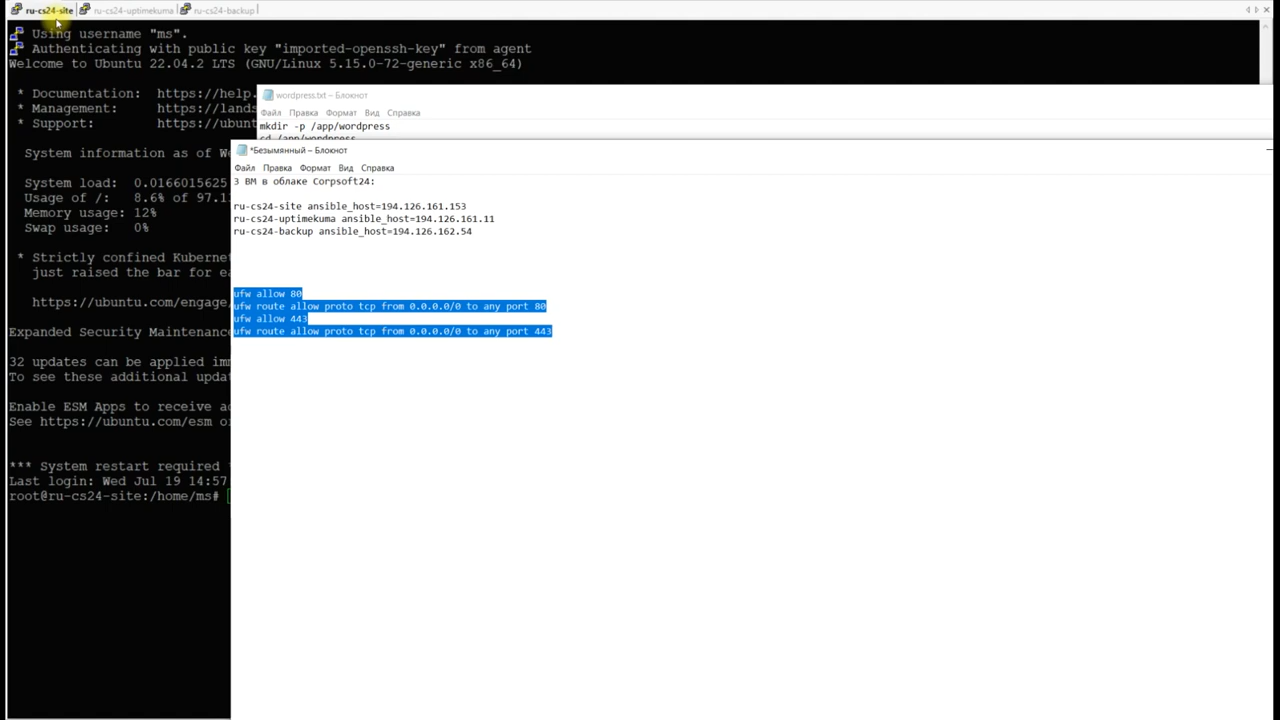 ru-cs24-site
ru-cs24-uptimekuma
ru-cs24-backup
Using username "ms".
Authenticating with public key "imported-openssh-key" from agent
Welcome to Ubuntu 22.04.2 LTS (GNU/Linux 5.15.0-72-generic x86_64)
* Documentation: https://help.
* Management: https://lands
* Support: https://ubunt
System information as of W
System load: 0.0166015625
Usage of /: 8.6% of 97.1
Memory usage: 12%
Swap usage: 0%
* Strictly confined Kuberne
just raised the bar for ea
https://ubuntu.com/engage
Expanded Security Maintenanc
32 updates can be applied im
To see these additional upda
Enable ESM Apps to receive a
See https://ubuntu.com/esm o
*** System restart required
Last login: Wed Jul 19 14:57
root@ru-cs24-site:/home/ms#
wordpress.txt – Блокнот
Файл Правка Формат Вид Справка
mkdir -p /app/wordpress
cd /app/wordpress
*Безымянный – Блокнот
Файл Правка Формат Вид Справка
3 ВМ в облаке Corpsoft24:
ru-cs24-site ansible_host=194.126.161.153
ru-cs24-uptimekuma ansible_host=194.126.161.11
ru-cs24-backup ansible_host=194.126.162.54
ufw allow 80
ufw route allow proto tcp from 0.0.0.0/0 to any port 80
ufw allow 443
ufw route allow proto tcp from 0.0.0.0/0 to any port 443